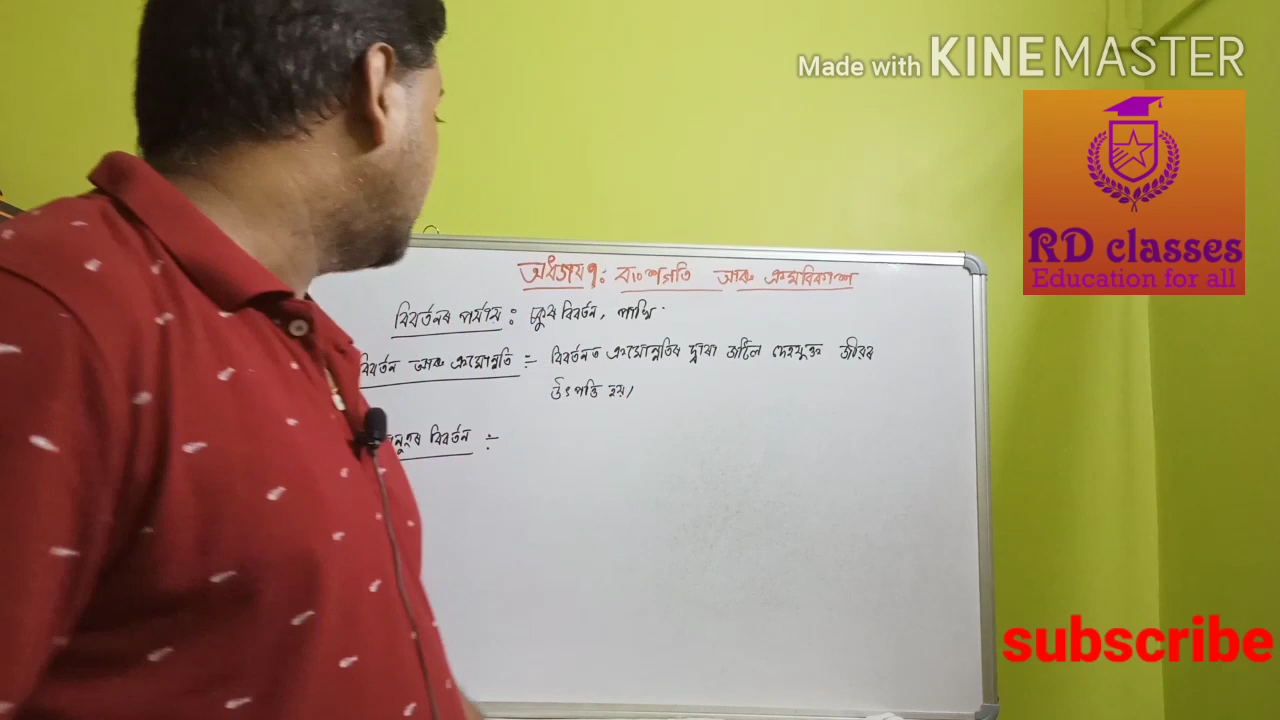 Made with KINEMASTER
RD classes
Education for all
অধ্যায় ৭: বংশগতি আৰু ক্ৰমবিকাশ
বিবৰ্তনৰ পৰ্যায় : চকুৰ বিবৰ্তন, পাখি
বিবৰ্তন আৰু ক্ৰমোন্নতি :- বিবৰ্তনত ক্ৰমোন্নতিৰ দ্বাৰা জটিল দেহযুক্ত জীৱৰ
উৎপত্তি হয়।
বিবৰ্তন :-
subscribe